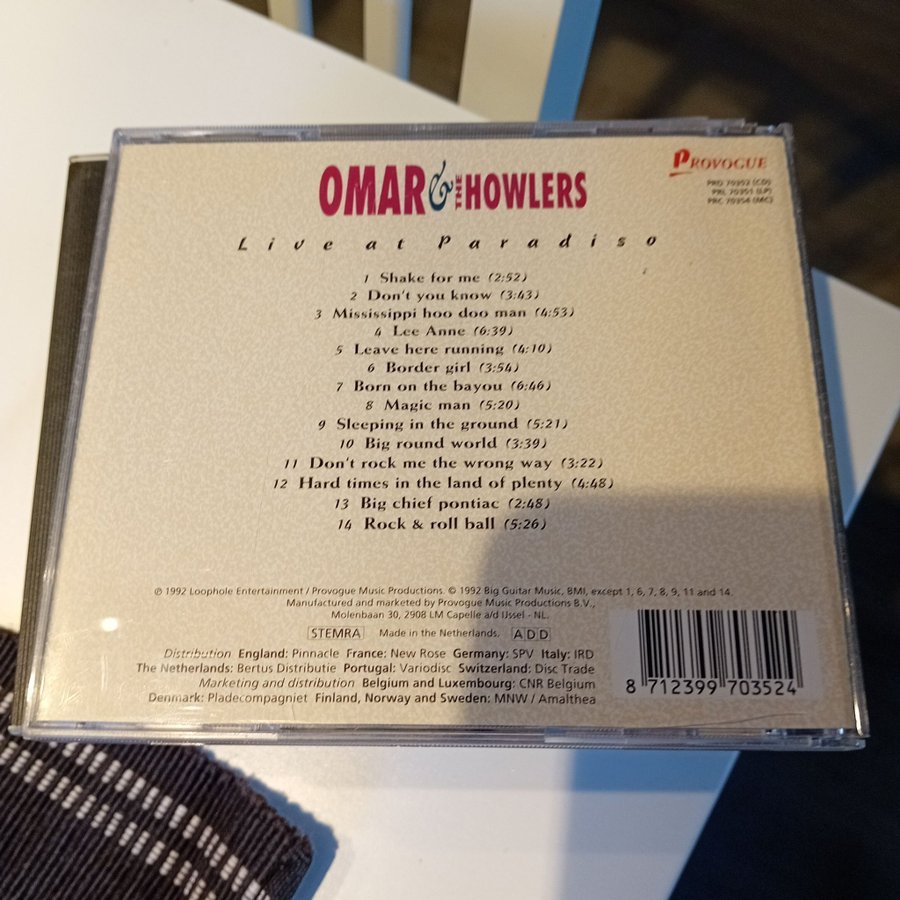 OMAR & THE HOWLERS
PROVOGUE
PRO 70352 (CD)
PRL 70351 (LP)
PRC 70354 (MC)
Live at Paradiso
1 Shake for me (2:52)
2 Don't you know (3:43)
3 Mississippi hoo doo man (4:53)
4 Lee Anne (6:39)
5 Leave here running (4:10)
6 Border girl (3:54)
7 Born on the bayou (6:46)
8 Magic man (5:20)
9 Sleeping in the ground (5:21)
10 Big round world (3:39)
11 Don't rock me the wrong way (3:22)
12 Hard times in the land of plenty (4:48)
13 Big chief pontiac (2:48)
14 Rock & roll ball (5:26)
℗ 1992 Loophole Entertainment / Provogue Music Productions. © 1992 Big Guitar Music, BMI, except 1, 6, 7, 8, 9, 11 and 14.
Manufactured and marketed by Provogue Music Productions B.V.,
Molenbaan 30, 2908 LM Capelle a/d IJssel - NL.
STEMRA Made in the Netherlands. ADD
Distribution England: Pinnacle France: New Rose Germany: SPV Italy: IRD
The Netherlands: Bertus Distributie Portugal: Variodisc Switzerland: Disc Trade
Marketing and distribution Belgium and Luxembourg: CNR Belgium
Denmark: Pladecompagniet Finland, Norway and Sweden: MNW / Amalthea
8 712399 703524